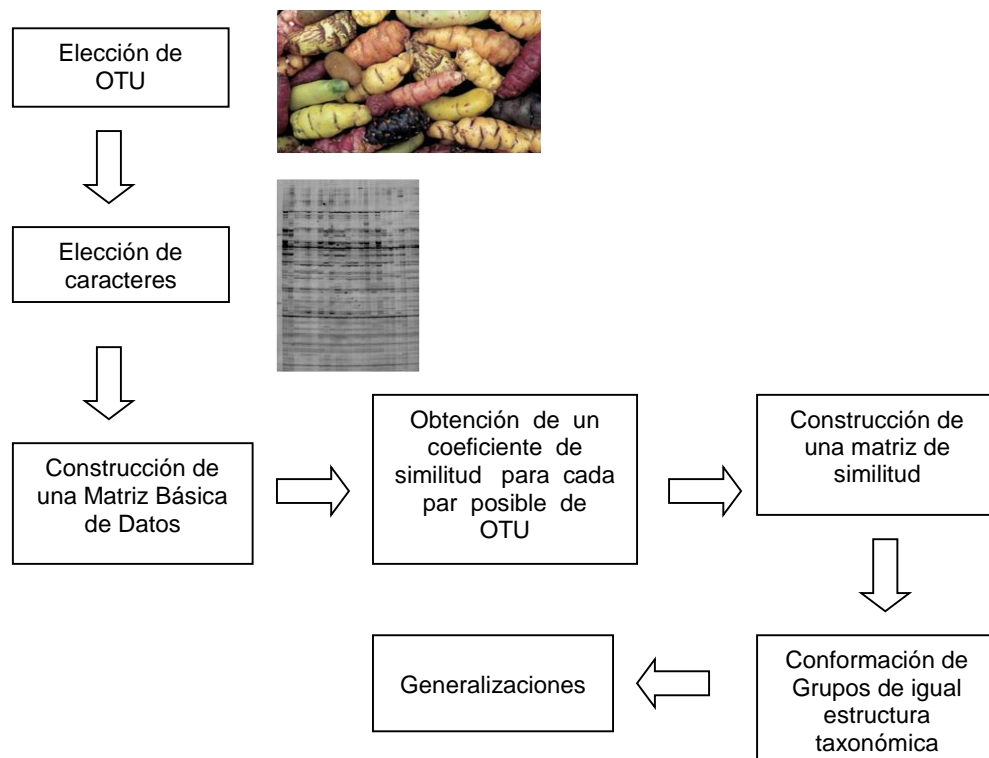 Elección de
OTU
Elección de
caracteres
Construcción de
una Matriz Básica
de Datos
Obtención de un
coeficiente de
similitud para cada
par posible de
OTU
Construcción de
una matriz de
similitud
Conformación de
Grupos de igual
estructura
taxonómica
Generalizaciones